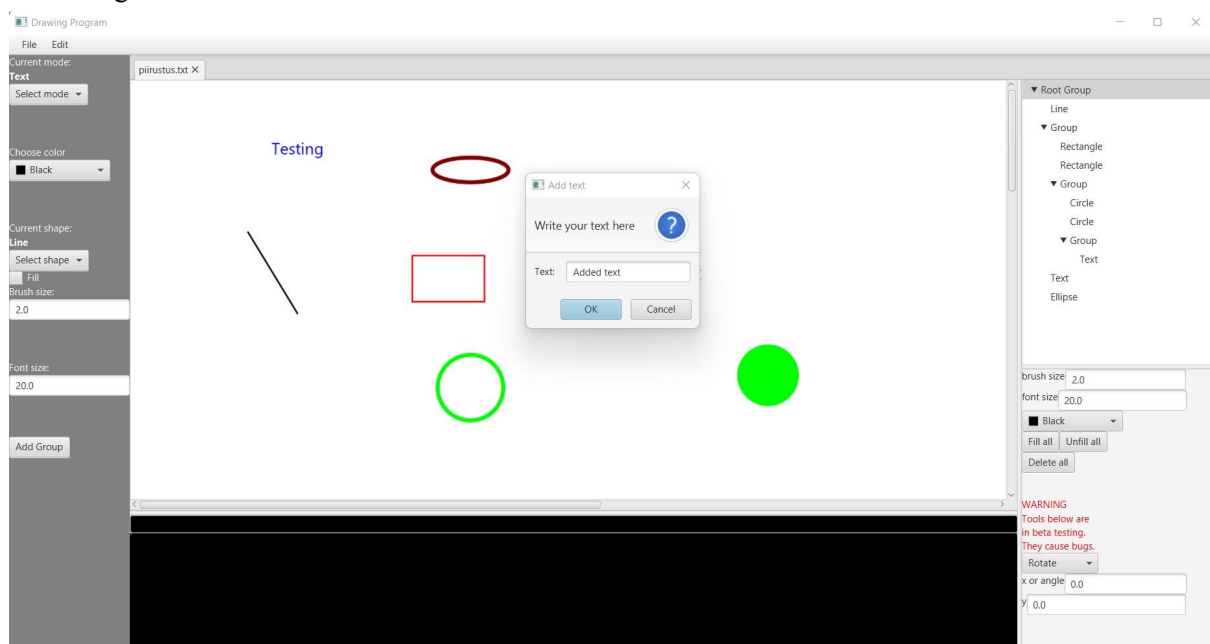 Drawing Program
File Edit
Current mode:
Text
Select mode
Choose color
Black
Current shape:
Line
Select shape
Fill
Brush size:
2.0
Font size:
20.0
Add Group
piirustus.txt
Testing
Add text
Write your text here
?
Text: Added text
OK Cancel
Root Group
Line
Group
Rectangle
Rectangle
Group
Circle
Circle
Group
Text
Text
Ellipse
brush size 2.0
font size 20.0
Black
Fill all Unfill all
Delete all
WARNING
Tools below are
in beta testing.
They cause bugs.
Rotate
x or angle 0.0
y 0.0